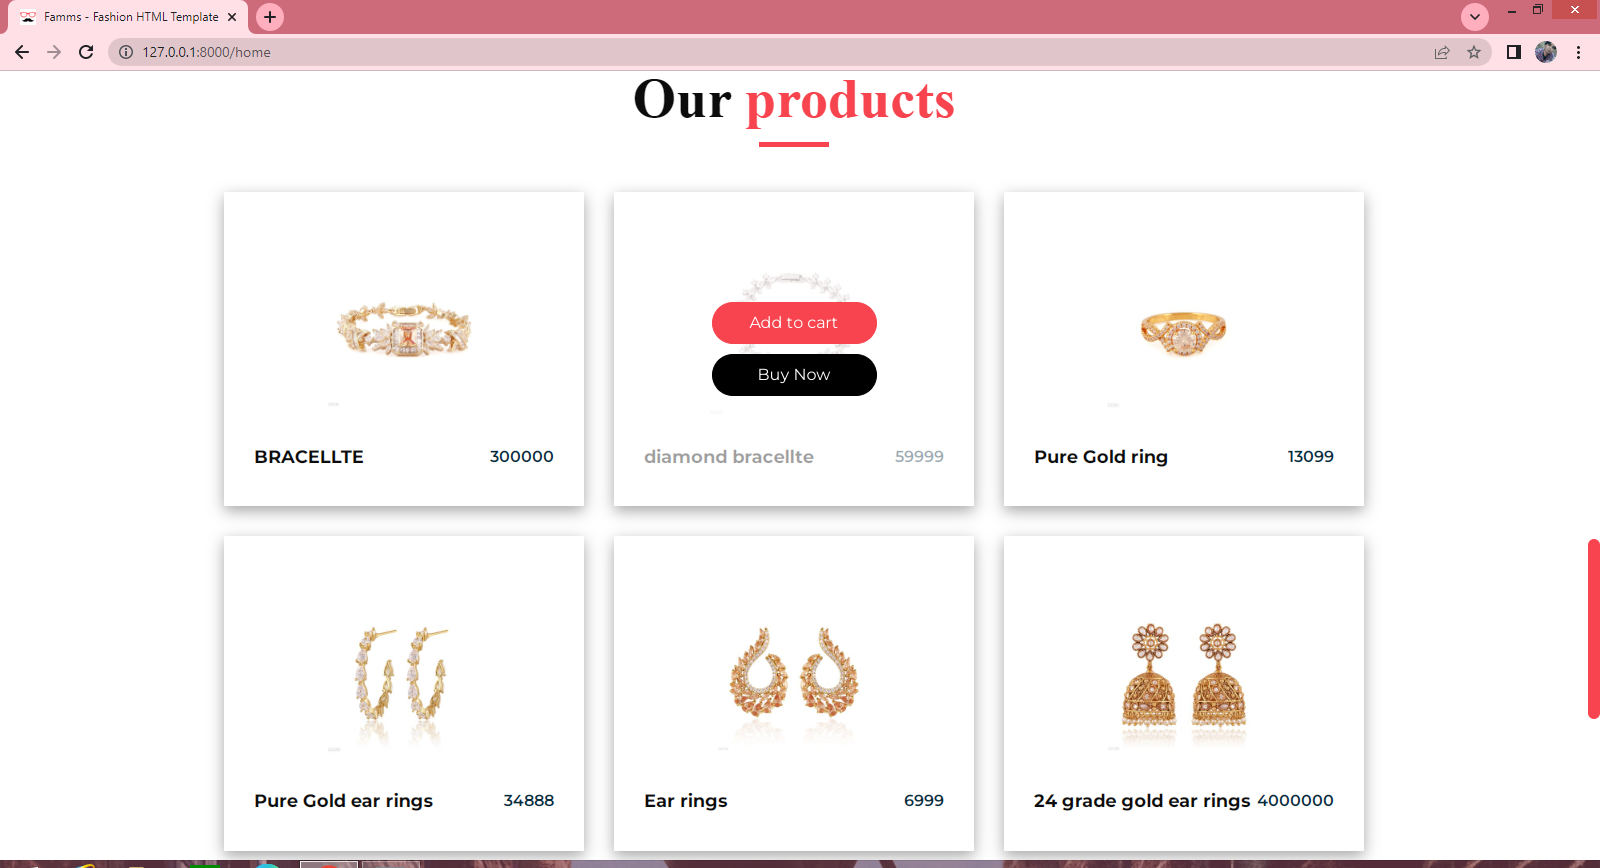 Famms - Fashion HTML Template
127.0.0.1:8000/home
Our products
Add to cart
Buy Now
BRACELLTE 300000
diamond bracellte 59999
Pure Gold ring 13099
Pure Gold ear rings 34888
Ear rings 6999
24 grade gold ear rings 4000000